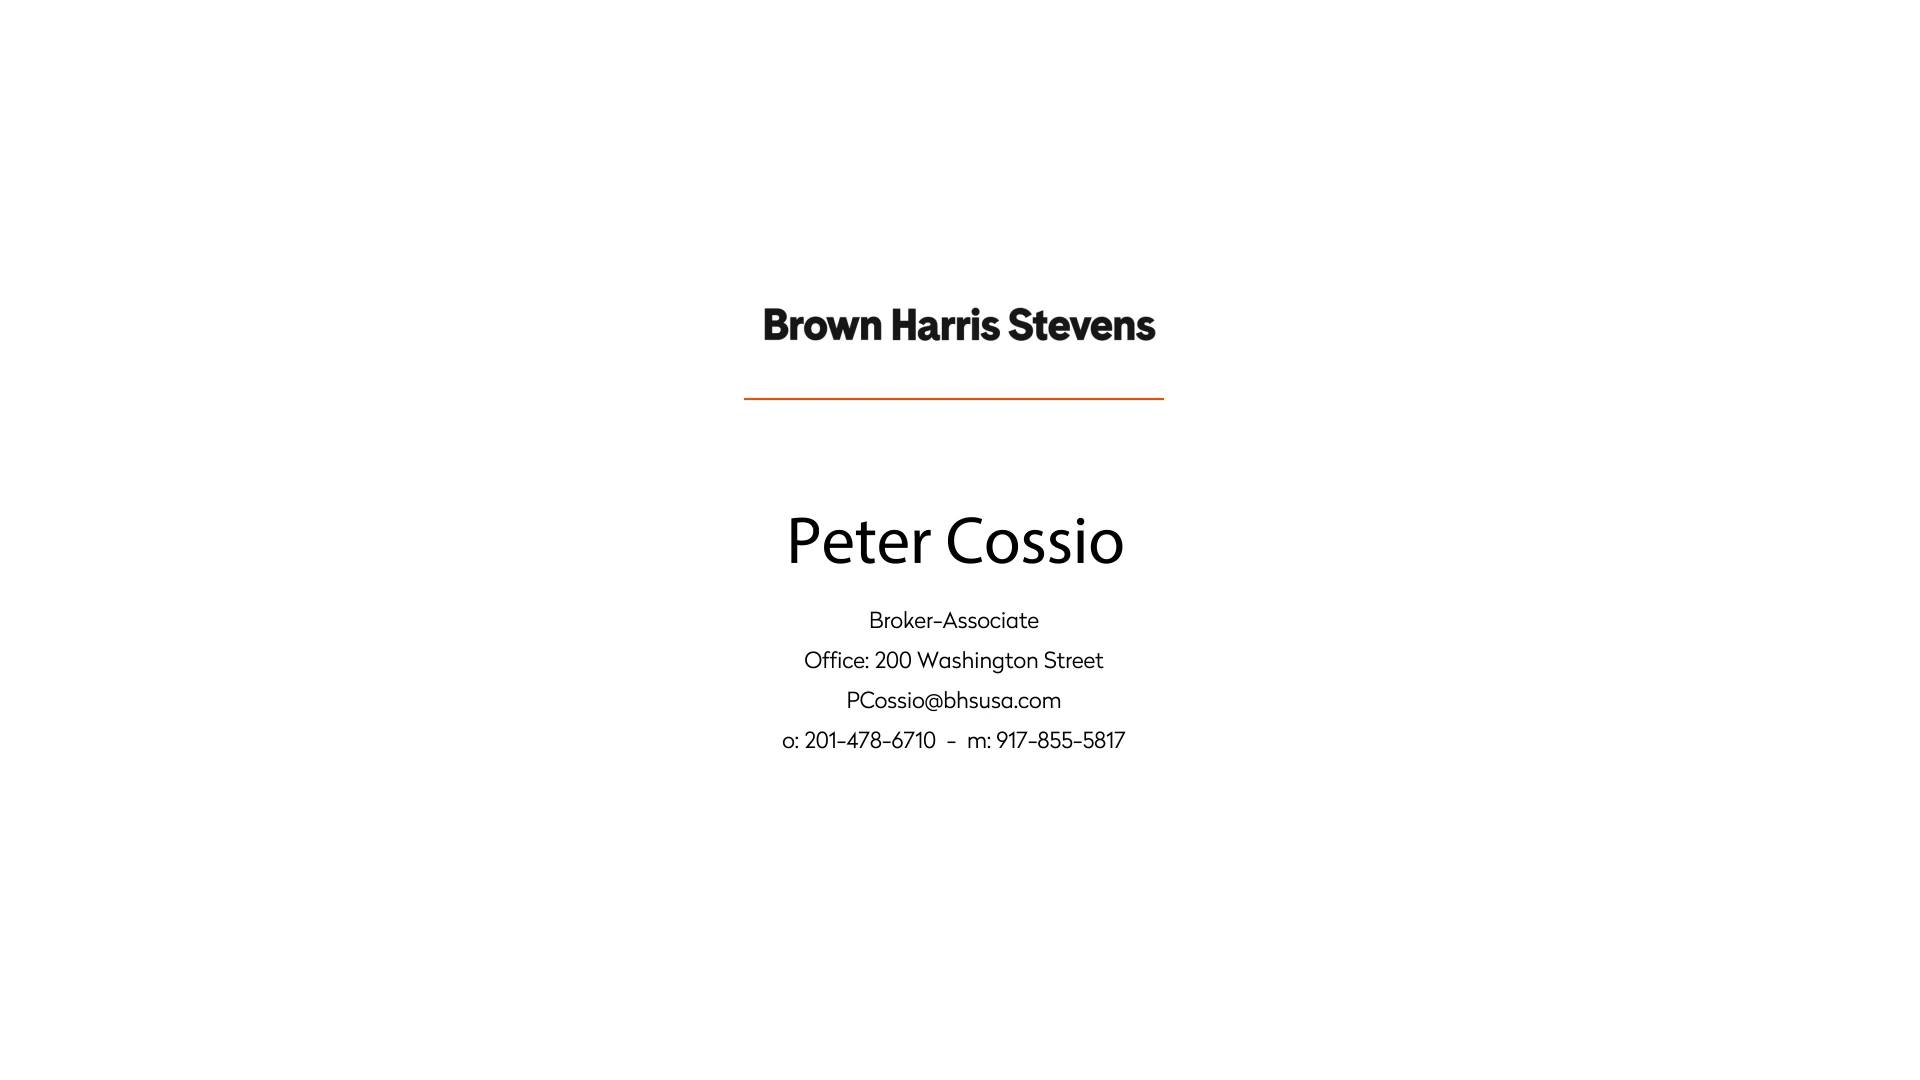 Brown Harris Stevens
Peter Cossio
Broker-Associate
Office: 200 Washington Street
PCossio@bhsusa.com
o: 201-478-6710 - m: 917-855-5817